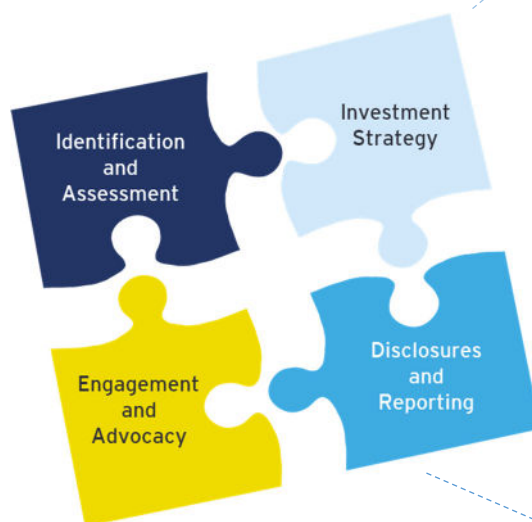 Identification
and
Assessment
Investment
Strategy
Engagement
and
Advocacy
Disclosures
and
Reporting